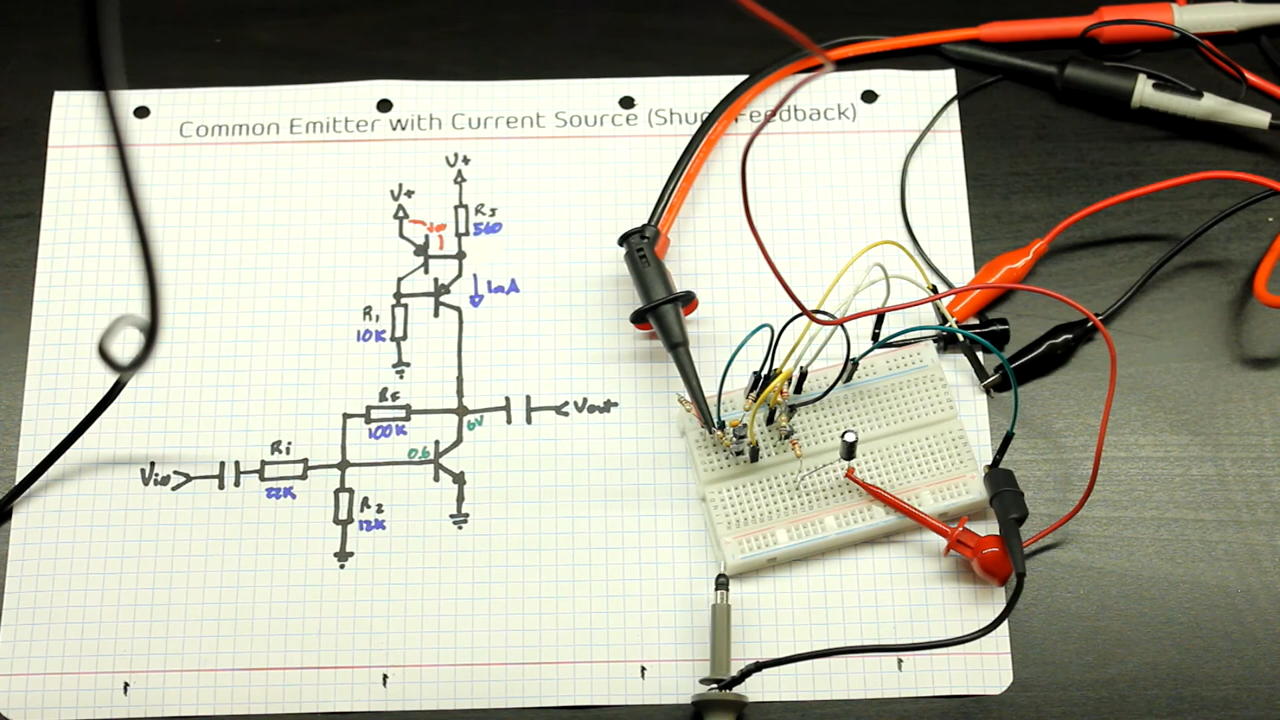 Common Emitter with Current Source (Shu Feedback)
V+
V+
R3
560
1mA
R1
10K
RF
100K
6V
Vout
0.6
Ri
22K
Vin
R2
12K